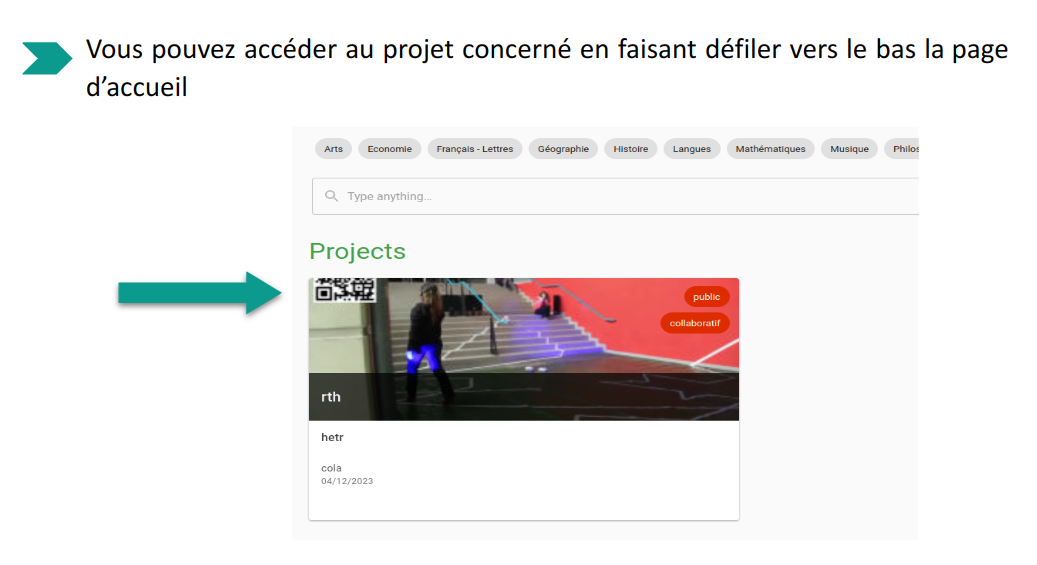 Vous pouvez accéder au projet concerné en faisant défiler vers le bas la page
d’accueil
Arts Economie Français - Lettres Géographie Histoire Langues Mathématiques Musique Philos
Type anything...
Projects
public
collaboratif
rth
hetr
cola
04/12/2023